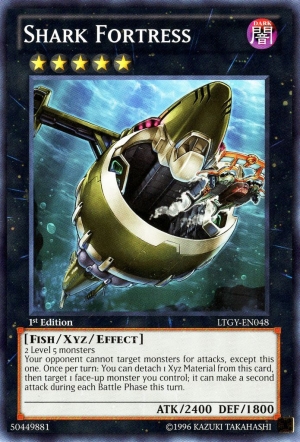 SHARK FORTRESS
DARK
闇
1st Edition
LTGY-EN048
[FISH/XYZ/EFFECT]
2 Level 5 monsters
Your opponent cannot target monsters for attacks, except this
one. Once per turn: You can detach 1 Xyz Material from this card,
then target 1 face-up monster you control; it can make a second
attack during each Battle Phase this turn.
ATK/2400 DEF/1800
50449881
©1996 KAZUKI TAKAHASHI